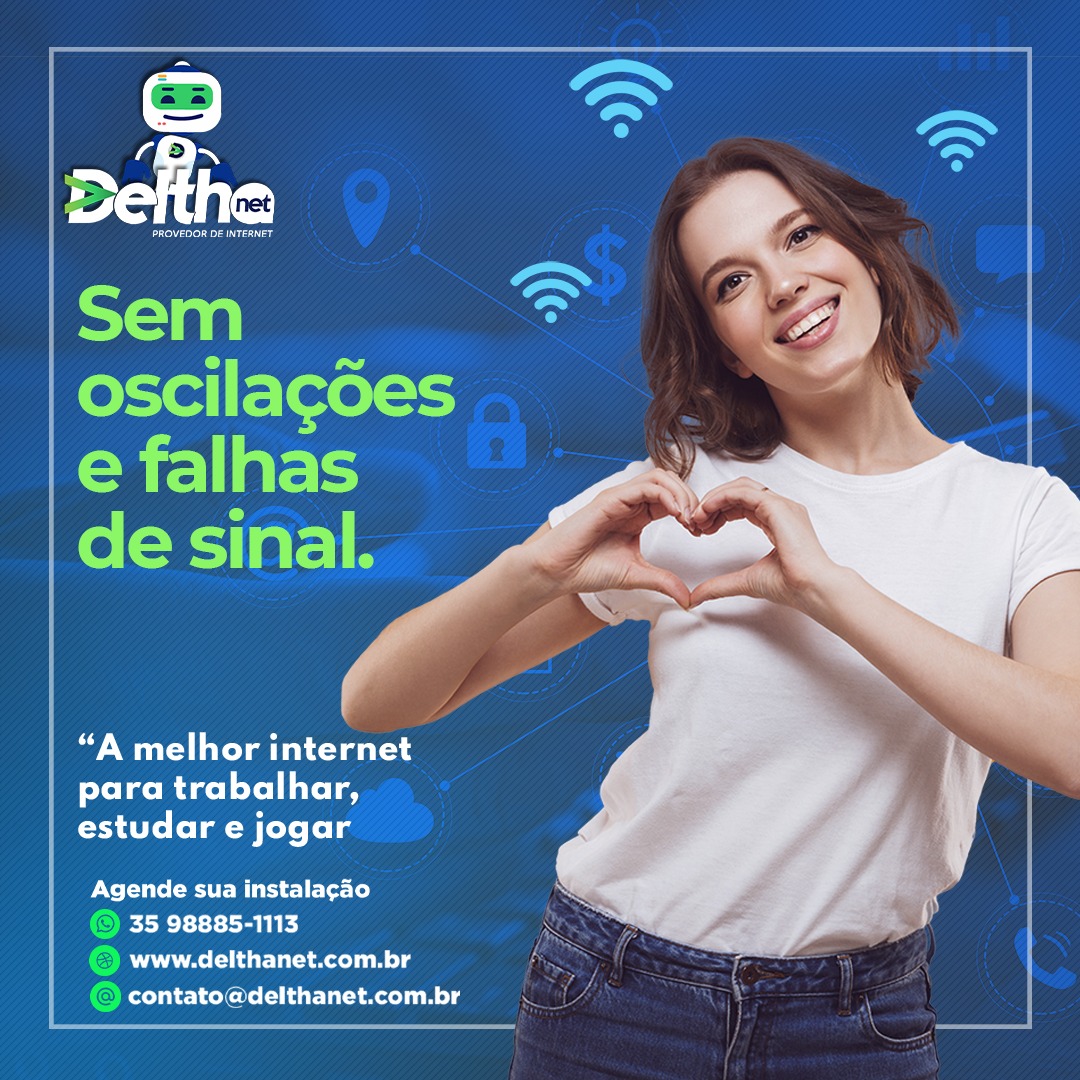 Delthanet
PROVEDOR DE INTERNET
Sem
oscilações
e falhas
de sinal.
“A melhor internet
para trabalhar,
estudar e jogar
Agende sua instalação
35 98885-1113
www.delthanet.com.br
contato@delthanet.com.br